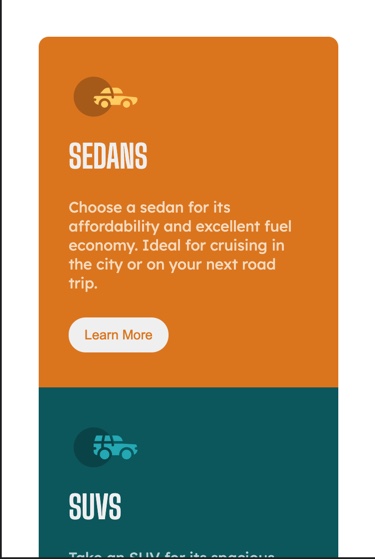 SEDANS
Choose a sedan for its
affordability and excellent fuel
economy. Ideal for cruising in
the city or on your next road
trip.
Learn More
SUVS
Take an SUV for its spacious